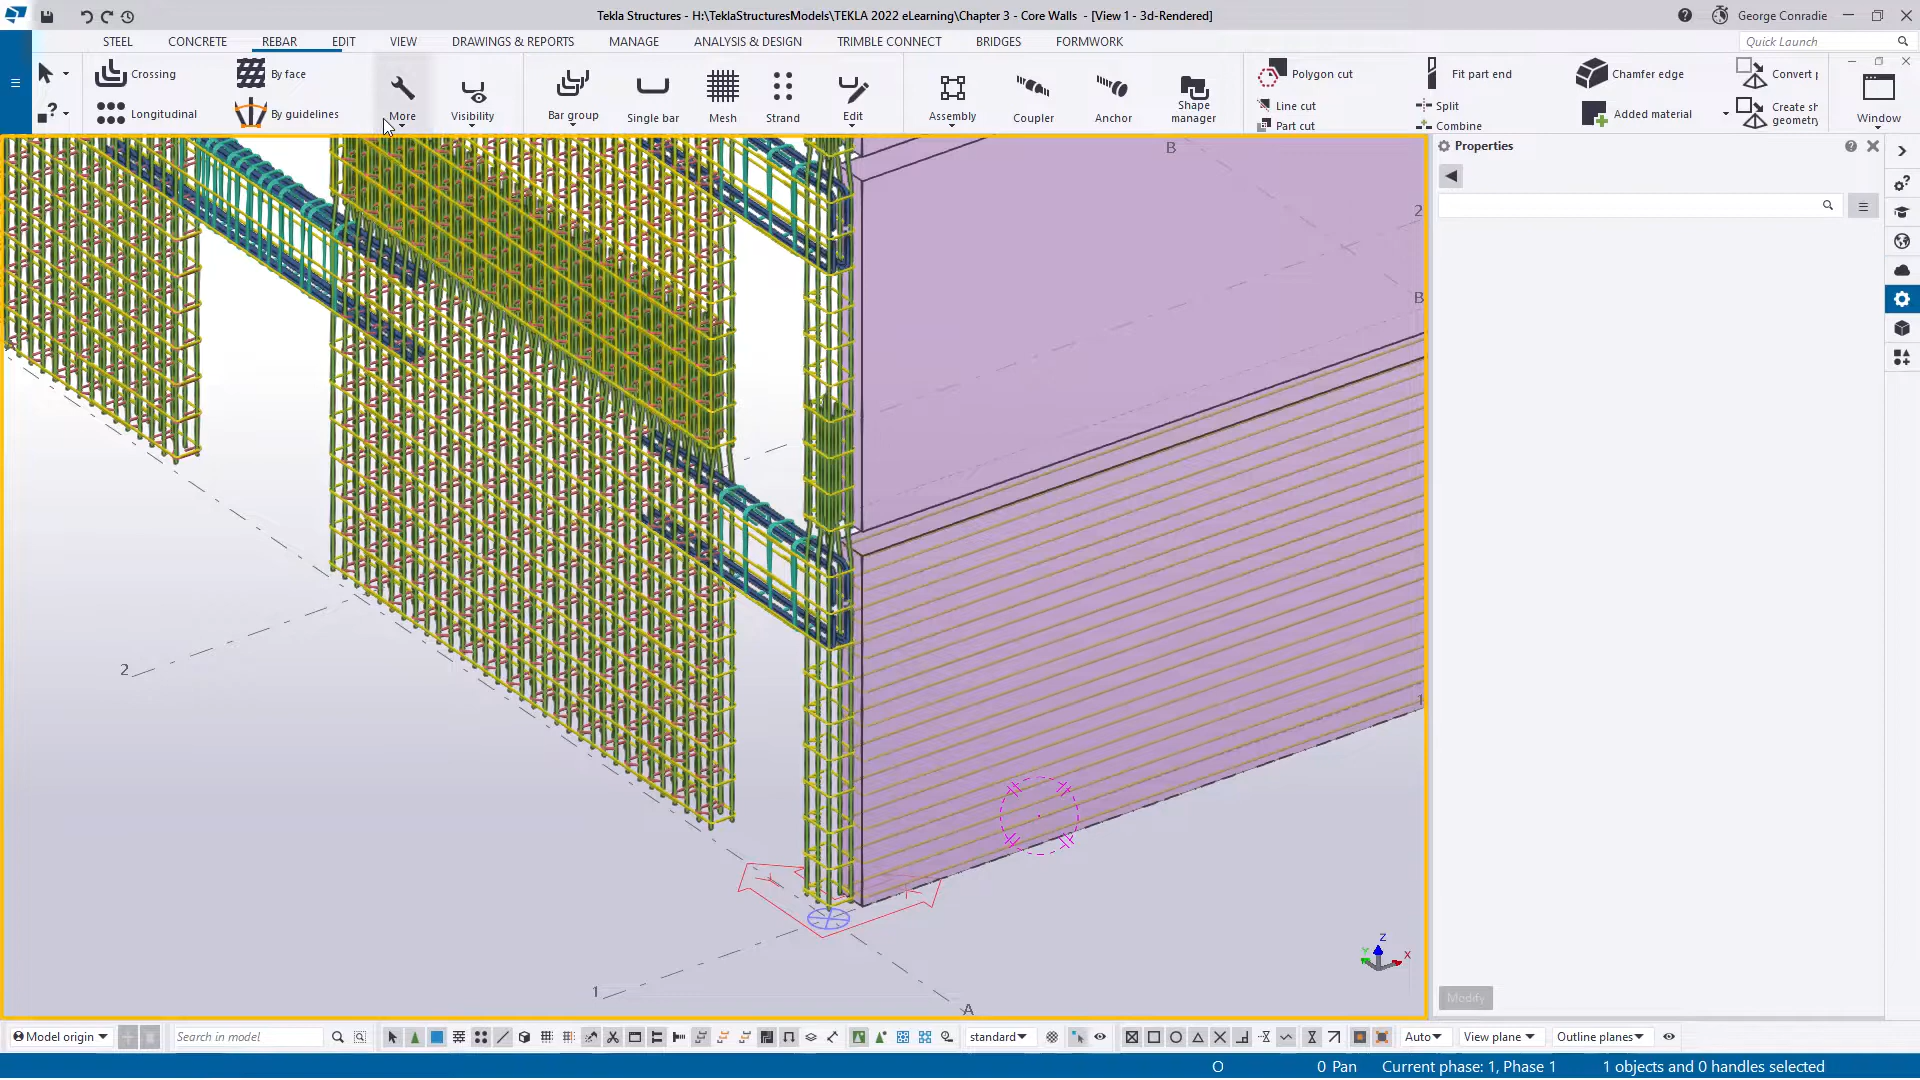 Tekla Structures - H:\TeklaStructuresModels\TEKLA 2022 eLearning\Chapter 3 - Core Walls - [View 1 - 3d-Rendered]
George Conradie
STEEL CONCRETE REBAR EDIT VIEW DRAWINGS & REPORTS MANAGE ANALYSIS & DESIGN TRIMBLE CONNECT BRIDGES FORMWORK
Quick Launch
Crossing
By face
Longitudinal
By guidelines
More
Visibility
Bar group
Single bar
Mesh
Strand
Edit
Assembly
Coupler
Anchor
Shape
manager
Polygon cut
Line cut
Part cut
Fit part end
Split
Combine
Chamfer edge
Added material
Convert
Create sh
geometry
Window
Properties
B
2
B
1
2
1
A
Z
Y
X
Modify
Model origin
Search in model
standard
Auto
View plane
Outline planes
O
0 Pan
Current phase: 1, Phase 1
1 objects and 0 handles selected